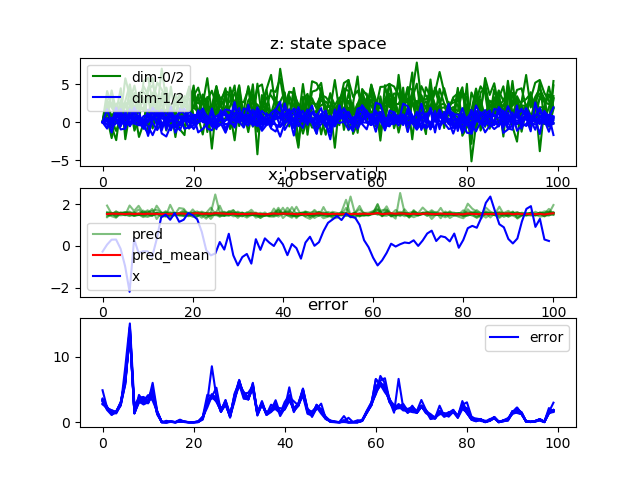 z: state space
5
0
−5
dim-0/2
dim-1/2
0 20 40 60 80 100
x: observation
2
0
−2
pred
pred_mean
x
0 20 40 60 80 100
error
10
0
error
0 20 40 60 80 100